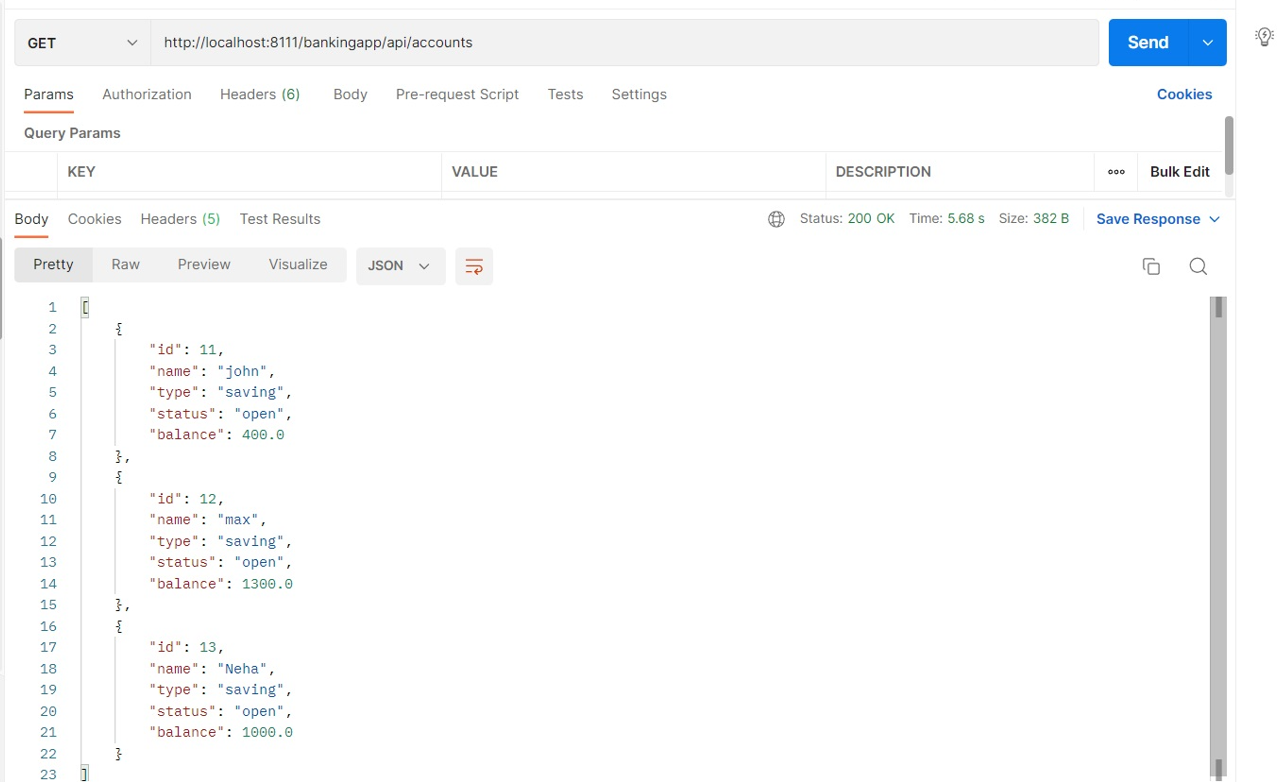 GET http://localhost:8111/bankingapp/api/accounts Send
Params Authorization Headers (6) Body Pre-request Script Tests Settings Cookies
Query Params
KEY VALUE DESCRIPTION ooo Bulk Edit
Body Cookies Headers (5) Test Results Status: 200 OK Time: 5.68 s Size: 382 B Save Response
Pretty Raw Preview Visualize JSON
1 [
2 {
3 "id": 11,
4 "name": "john",
5 "type": "saving",
6 "status": "open",
7 "balance": 400.0
8 },
9 {
10 "id": 12,
11 "name": "max",
12 "type": "saving",
13 "status": "open",
14 "balance": 1300.0
15 },
16 {
17 "id": 13,
18 "name": "Neha",
19 "type": "saving",
20 "status": "open",
21 "balance": 1000.0
22 }
23 ]